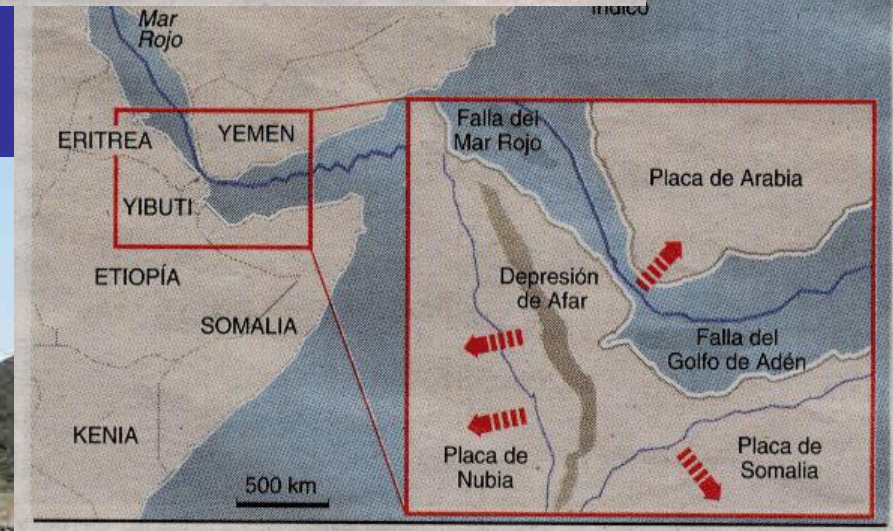 Mar
Rojo
Índico
ERITREA
YEMEN
YIBUTI
ETIOPÍA
SOMALIA
KENIA
500 km
Falla del
Mar Rojo
Placa de Arabia
Depresión
de Afar
Falla del
Golfo de Adén
Placa de
Nubia
Placa de
Somalia